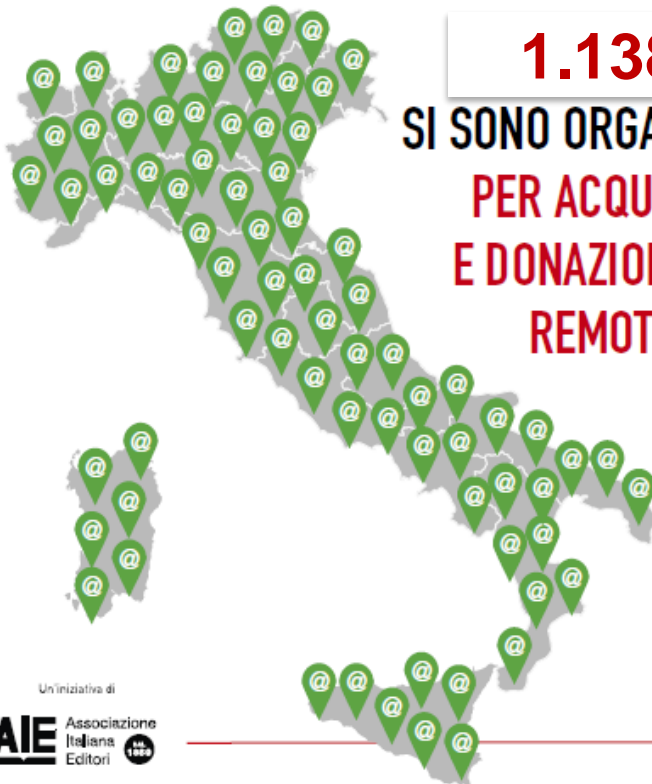 1.138
SI SONO ORGA
PER ACQU
E DONAZIO
REMOT
Un'iniziativa di
AIE Associazione
Italiana
Editori